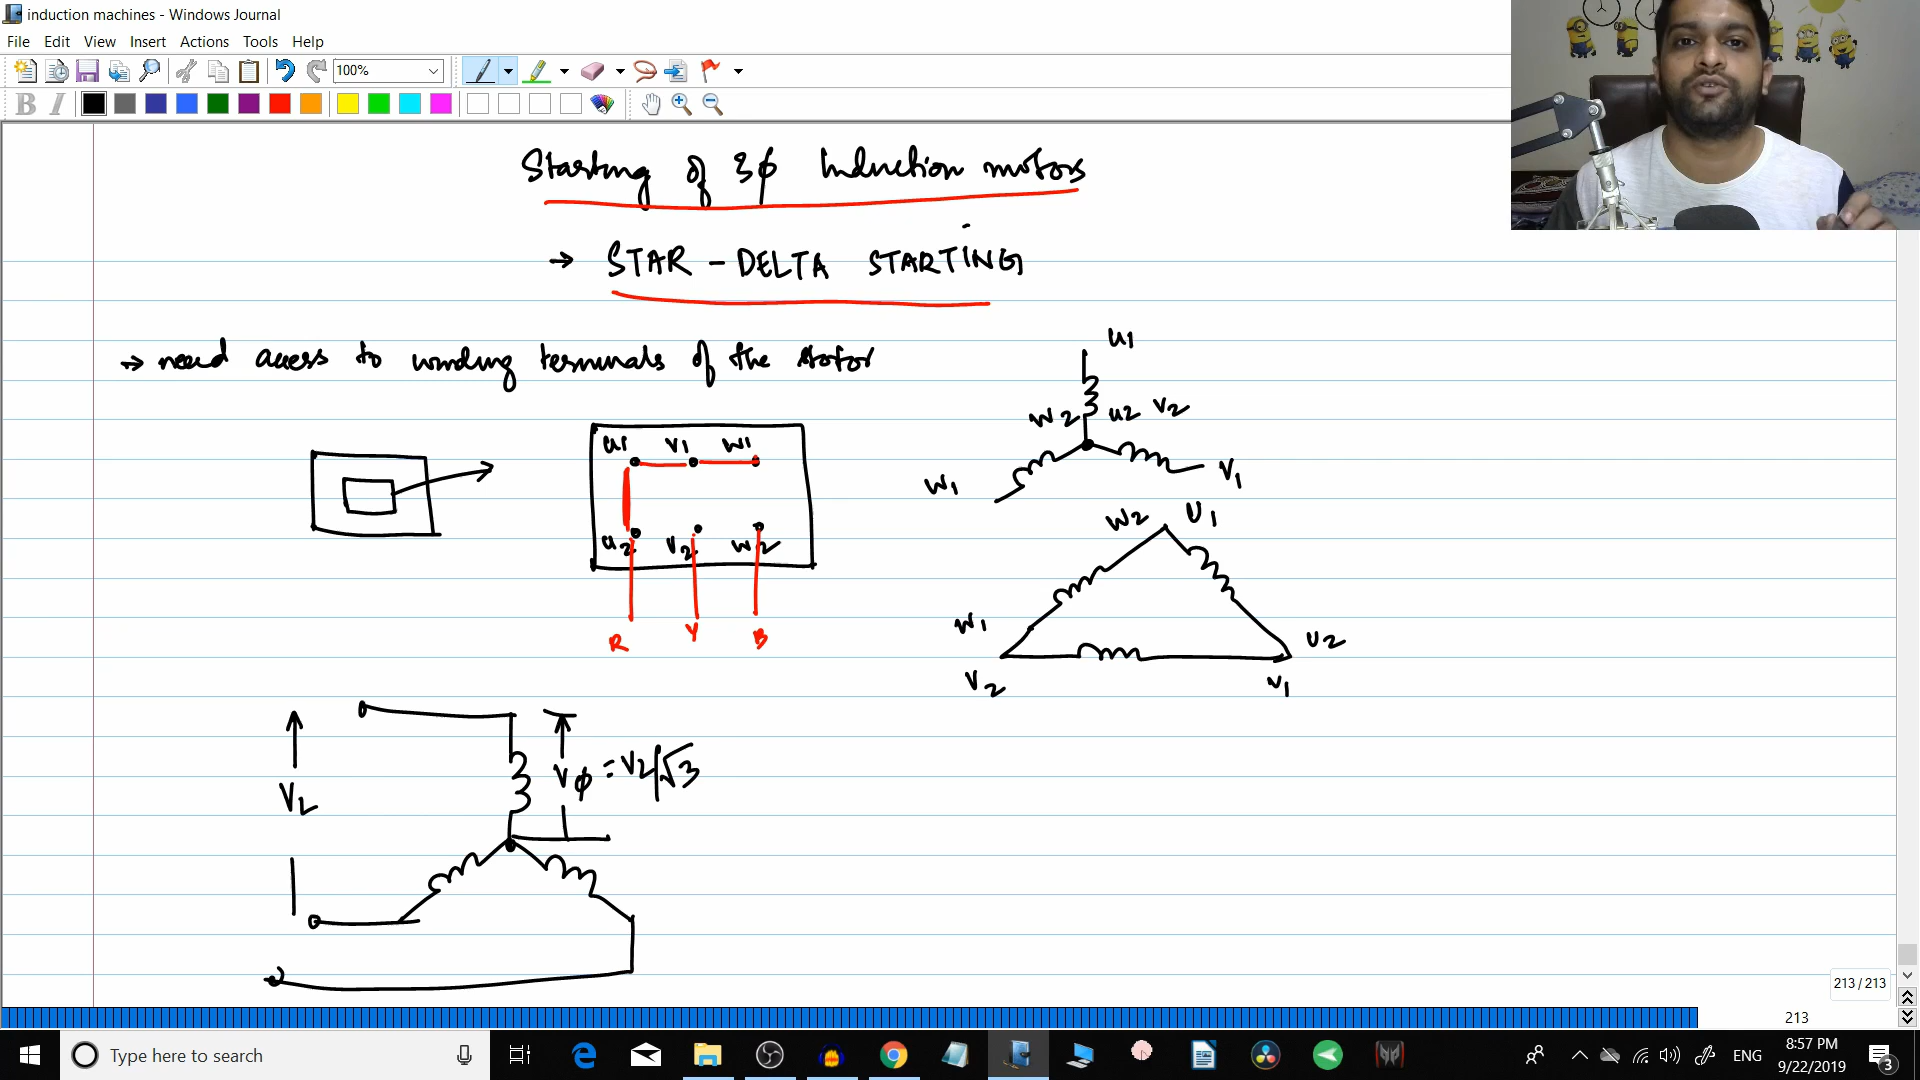 induction machines - Windows Journal
File Edit View Insert Actions Tools Help
100%
B I
Starting of 3ϕ Induction motors
→ STAR - DELTA STARTING
→ need access to winding terminals of the stator
U1 V1 W1
U2 V2 W2
R Y B
U1
W2 U2 V2
W1 V1
W2 U1
W1 U2
V2 V1
VL
Vϕ = VL/√3
213 / 213
213
Type here to search
ENG
8:57 PM
9/22/2019
3